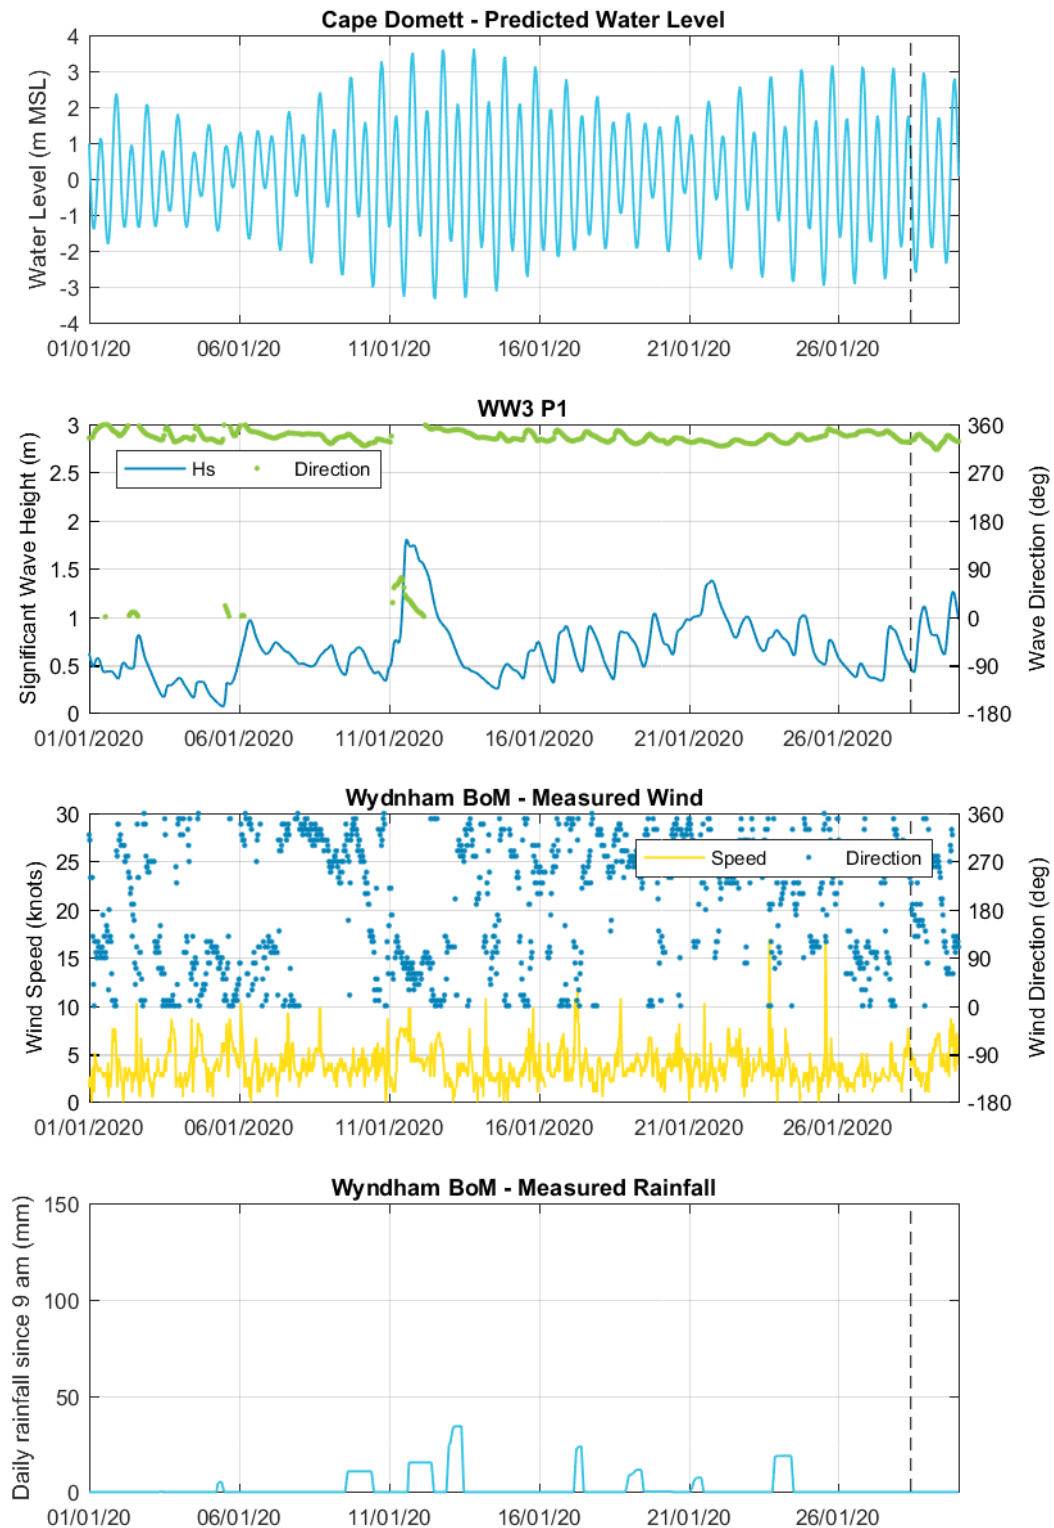 Cape Domett - Predicted Water Level
Water Level (m MSL)
4
3
2
1
0
-1
-2
-3
-4
01/01/20 06/01/20 11/01/20 16/01/20 21/01/20 26/01/20
WW3 P1
Significant Wave Height (m)
3
2.5
2
1.5
1
0.5
0
Hs Direction
360
270
180
90
0
-90
-180
Wave Direction (deg)
01/01/2020 06/01/2020 11/01/2020 16/01/2020 21/01/2020 26/01/2020
Wydnham BoM - Measured Wind
Wind Speed (knots)
30
25
20
15
10
5
0
Speed Direction
360
270
180
90
0
-90
-180
Wind Direction (deg)
01/01/2020 06/01/2020 11/01/2020 16/01/2020 21/01/2020 26/01/2020
Wyndham BoM - Measured Rainfall
Daily rainfall since 9 am (mm)
150
100
50
0
01/01/20 06/01/20 11/01/20 16/01/20 21/01/20 26/01/20